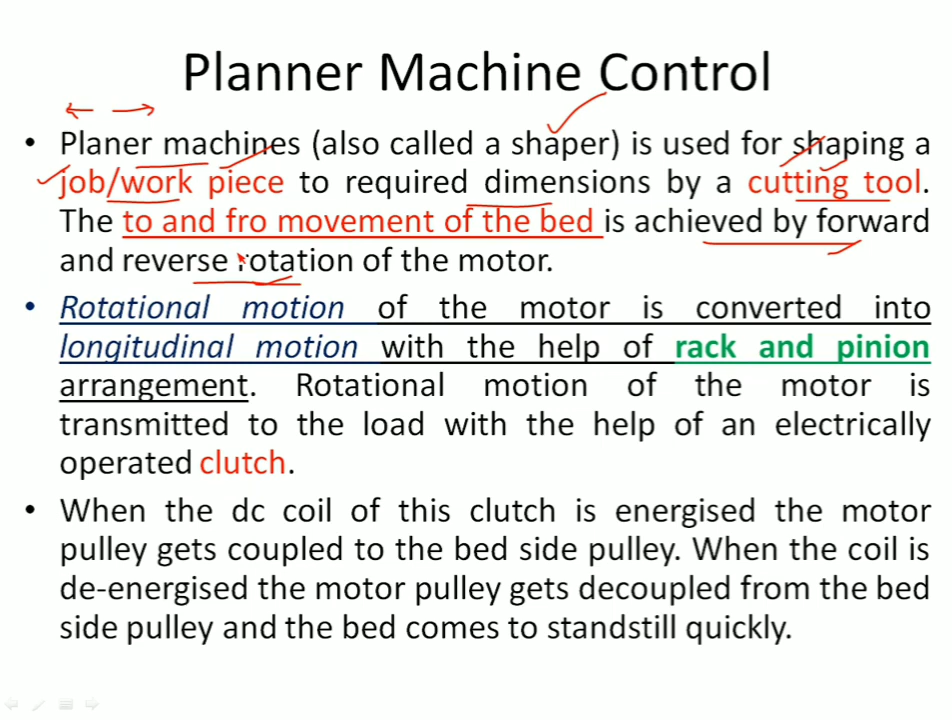 Planner Machine Control
• Planer machines (also called a shaper) is used for shaping a
job/work piece to required dimensions by a cutting tool.
The to and fro movement of the bed is achieved by forward
and reverse rotation of the motor.
• Rotational motion of the motor is converted into
longitudinal motion with the help of rack and pinion
arrangement. Rotational motion of the motor is
transmitted to the load with the help of an electrically
operated clutch.
• When the dc coil of this clutch is energised the motor
pulley gets coupled to the bed side pulley. When the coil is
de-energised the motor pulley gets decoupled from the bed
side pulley and the bed comes to standstill quickly.